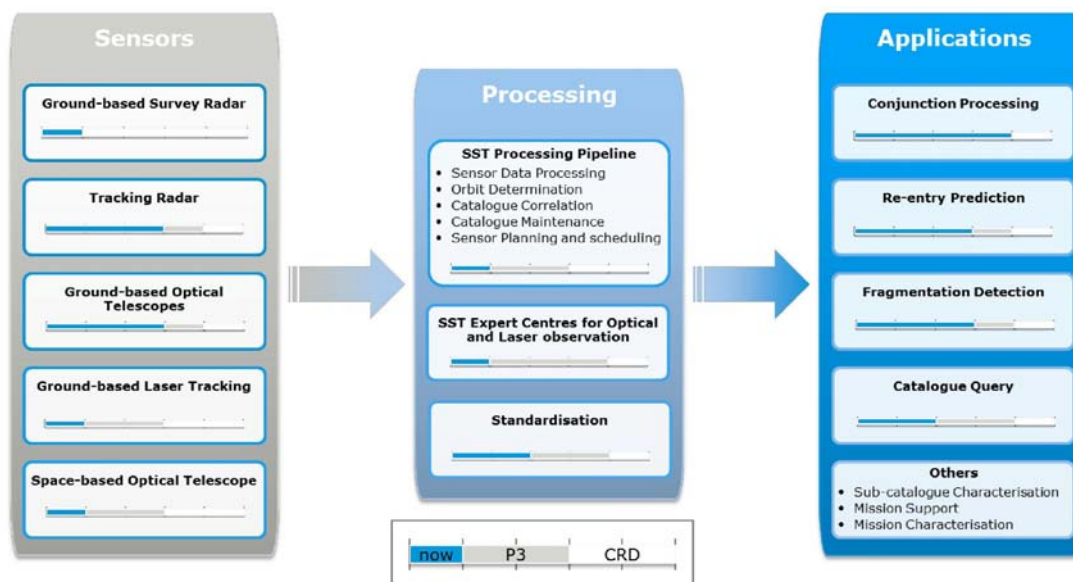 Sensors
Ground-based Survey Radar
Tracking Radar
Ground-based Optical
Telescopes
Ground-based Laser Tracking
Space-based Optical Telescope
Processing
SST Processing Pipeline
• Sensor Data Processing
• Orbit Determination
• Catalogue Correlation
• Catalogue Maintenance
• Sensor Planning and scheduling
SST Expert Centres for Optical
and Laser observation
Standardisation
now P3 CRD
Applications
Conjunction Processing
Re-entry Prediction
Fragmentation Detection
Catalogue Query
Others
• Sub-catalogue Characterisation
• Mission Support
• Mission Characterisation